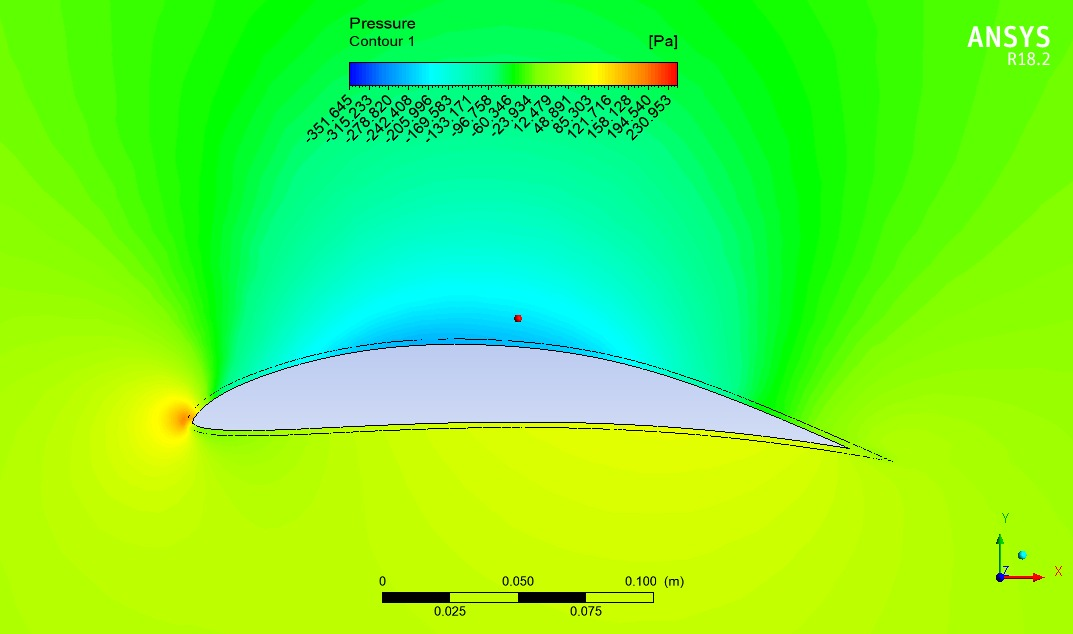 Pressure
Contour 1
[Pa]
ANSYS
R18.2
-351.645
-315.233
-278.820
-242.408
-205.996
-169.583
-133.171
-96.758
-60.346
-23.934
12.479
48.891
85.303
121.716
158.128
194.540
230.953
Y
Z
X
0
0.050
0.100
(m)
0.025
0.075